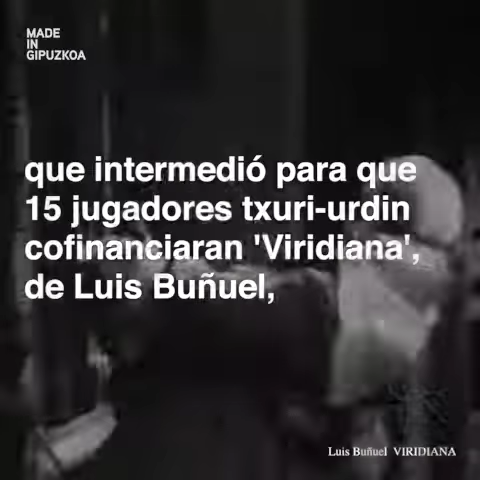 MADE
IN
GIPUZKOA
que intermedió para que
15 jugadores txuri-urdin
cofinanciaran 'Viridiana',
de Luis Buñuel,
Luis Buñuel VIRIDIANA